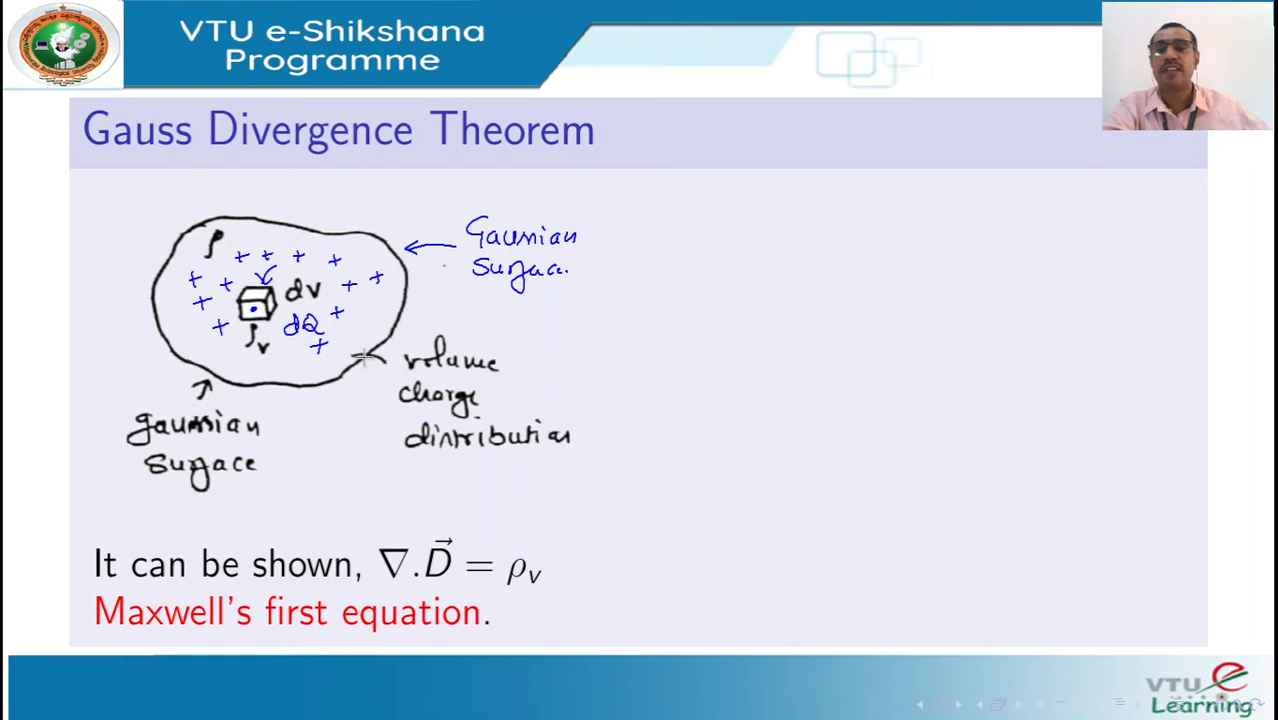 VTU e-Shikshana
Programme
Gauss Divergence Theorem
ρ
dv
dQ
ρv
Gaussian
Surface
volume
charge
distribution
gaussian
surface
It can be shown, ∇.D⃗ = ρv
Maxwell's first equation.
VTU
Learning